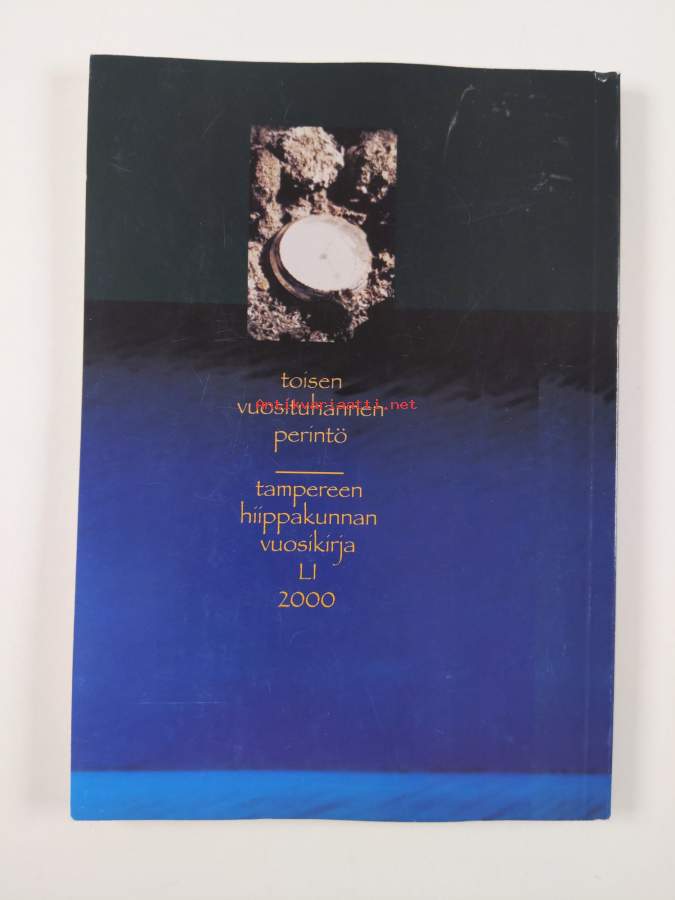 toisen
vuosituhannen
Antikvariaatti.net
perintö
tampereen
hiippakunnan
vuosikirja
LI
2000